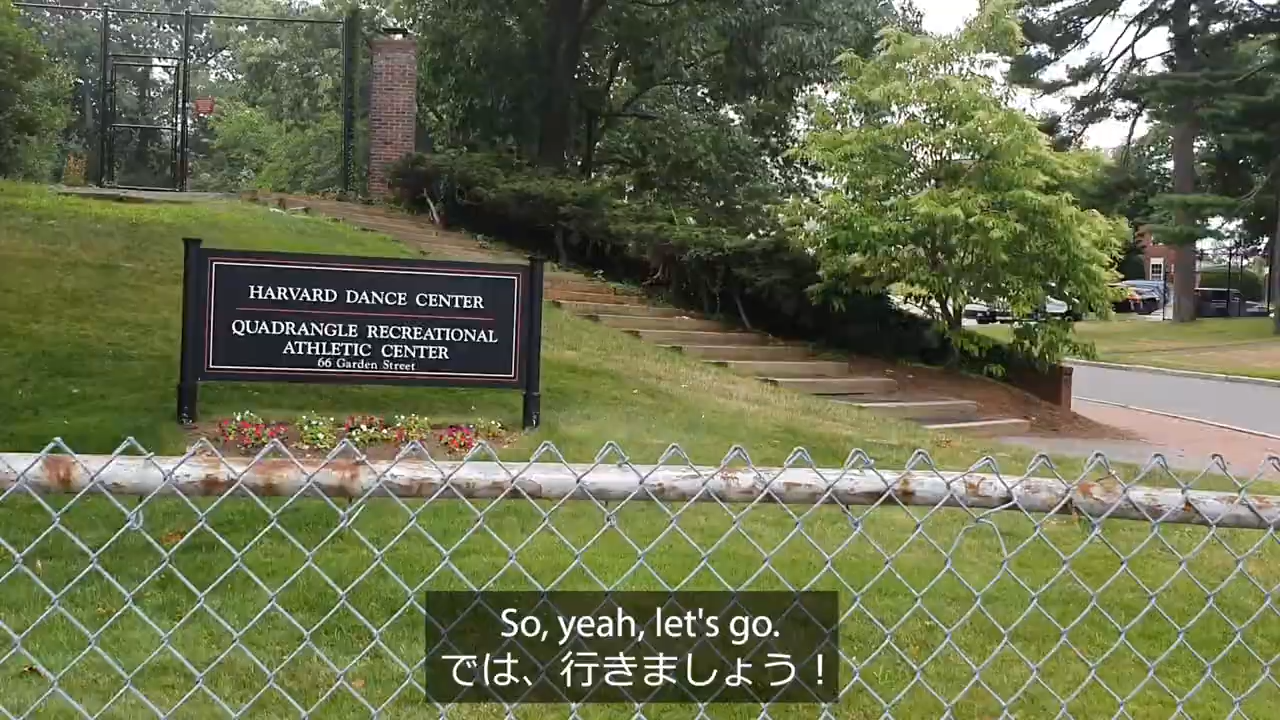 HARVARD DANCE CENTER
QUADRANGLE RECREATIONAL
ATHLETIC CENTER
66 Garden Street
So, yeah, let's go.
では、行きましょう！